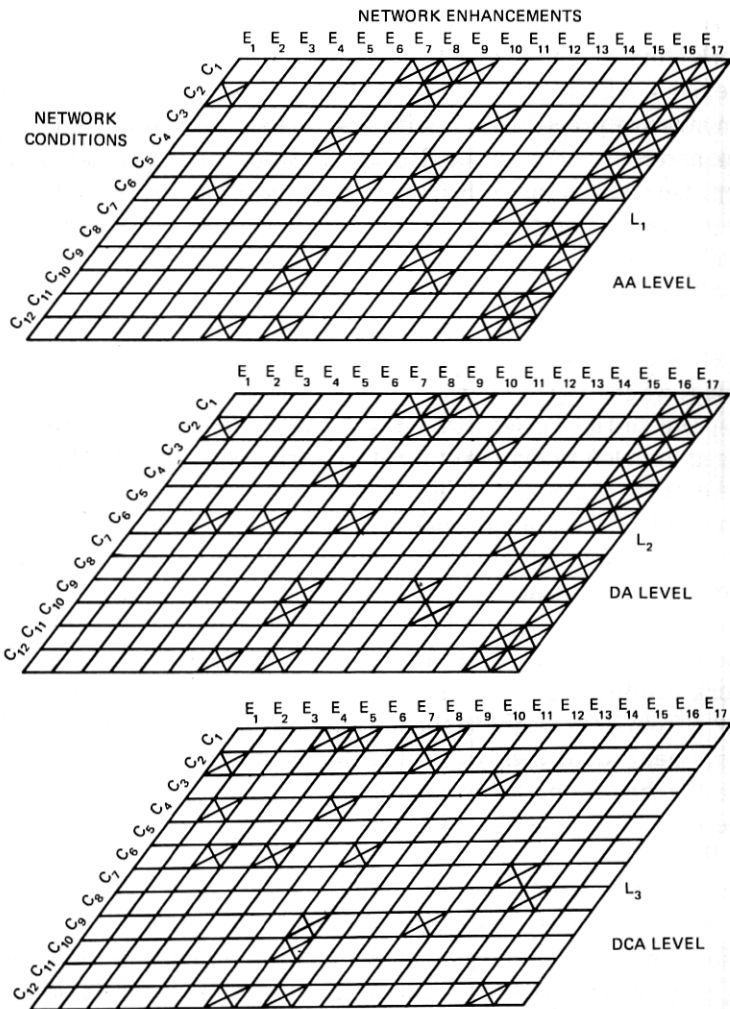 NETWORK ENHANCEMENTS
E1 E2 E3 E4 E5 E6 E7 E8 E9 E10 E11 E12 E13 E14 E15 E16 E17
C1
C2
C3
C4
C5
C6
C7
C8
C9
C10
C11
C12
NETWORK CONDITIONS
L1
AA LEVEL
E1 E2 E3 E4 E5 E6 E7 E8 E9 E10 E11 E12 E13 E14 E15 E16 E17
C1
C2
C3
C4
C5
C6
C7
C8
C9
C10
C11
C12
L2
DA LEVEL
E1 E2 E3 E4 E5 E6 E7 E8 E9 E10 E11 E12 E13 E14 E15 E16 E17
C1
C2
C3
C4
C5
C6
C7
C8
C9
C10
C11
C12
L3
DCA LEVEL